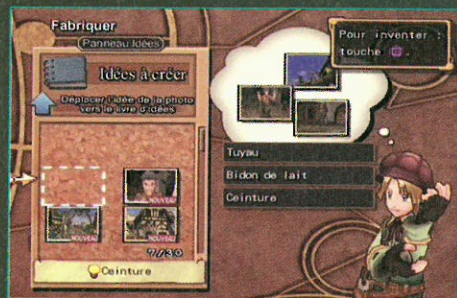 Fabriquer
Panneau Idées
Idées à créer
Déplacer l'idée de la photo
vers le livre d'idées
NOUVEAU
NOUVEAU
NOUVEAU
7/30
Ceinture
Pour inventer :
touche
Tuyau
Bidon de lait
Ceinture